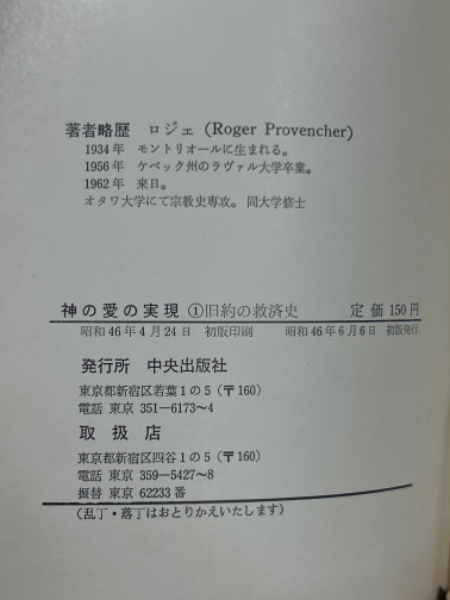 著者略歴　ロジェ (Roger Provencher)
1934年　モントリオールに生まれる。
1956年　ケベック州のラヴァル大学卒業。
1962年　来日。
オタワ大学にて宗教史専攻。同大学修士
神の愛の実現 ①旧約の救済史　定価 150円
昭和46年4月24日　初版印刷　昭和46年6月6日　初版発行
発行所　中央出版社
東京都新宿区若葉1の5（〒160）
電話 東京 351―6173～4
取扱店
東京都新宿区四谷1の5（〒160）
電話 東京 359―5427～8
振替 東京 62233 番
（乱丁・落丁はおとりかえいたします）